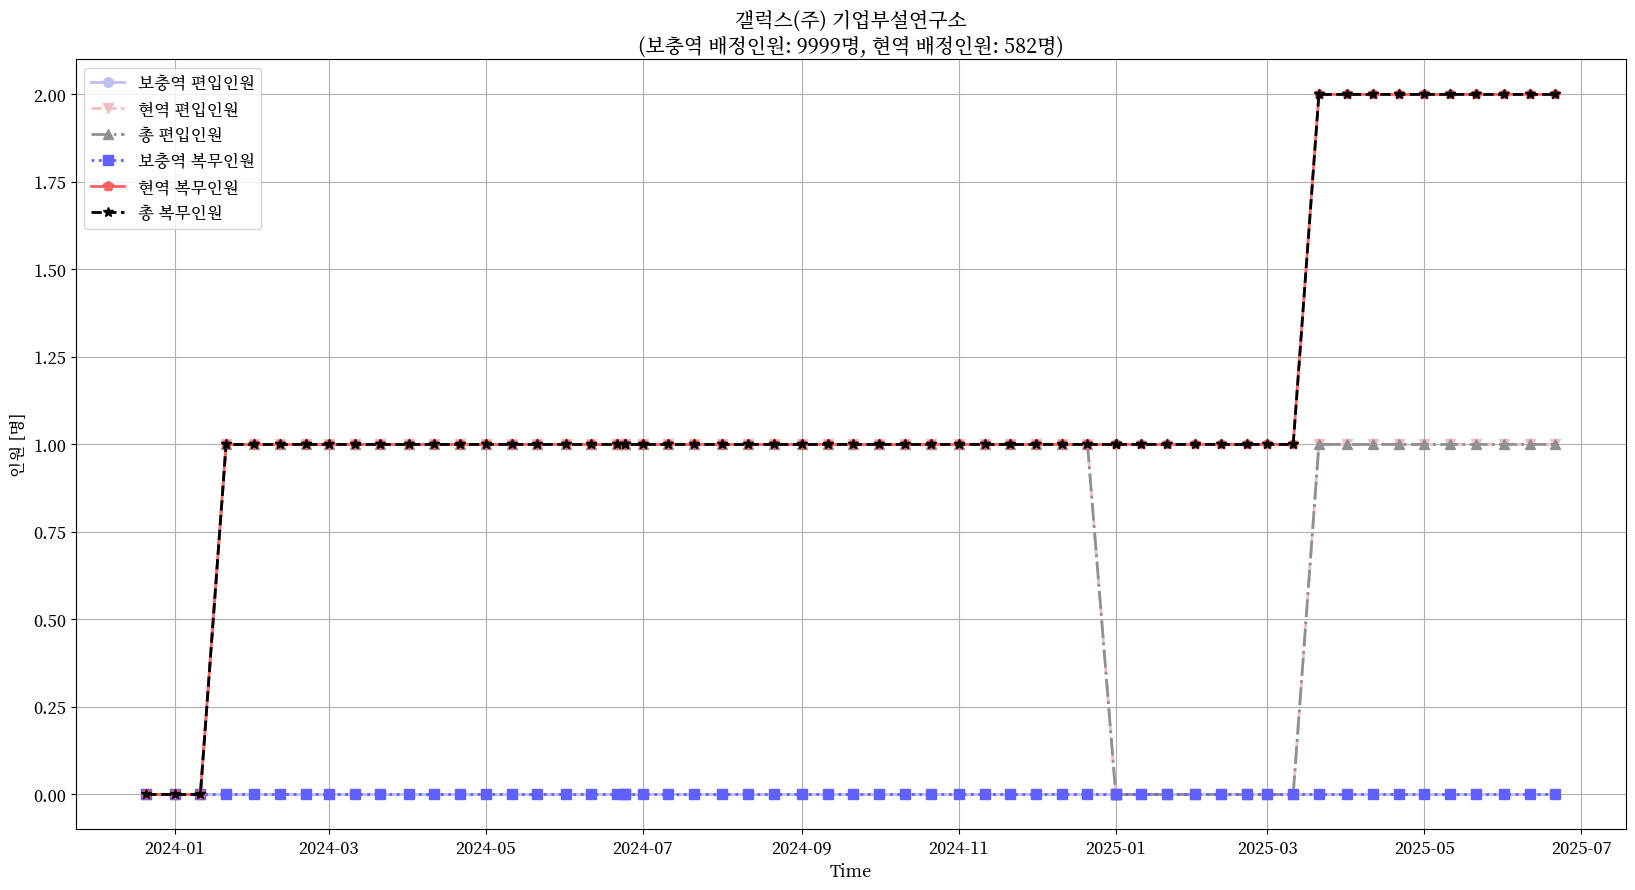 갤럭스(주) 기업부설연구소
(보충역 배정인원: 9999명, 현역 배정인원: 582명)
보충역 편입인원
현역 편입인원
총 편입인원
보충역 복무인원
현역 복무인원
총 복무인원
인원 [명]
2.00
1.75
1.50
1.25
1.00
0.75
0.50
0.25
0.00
2024-01 2024-03 2024-05 2024-07 2024-09 2024-11 2025-01 2025-03 2025-05 2025-07
Time